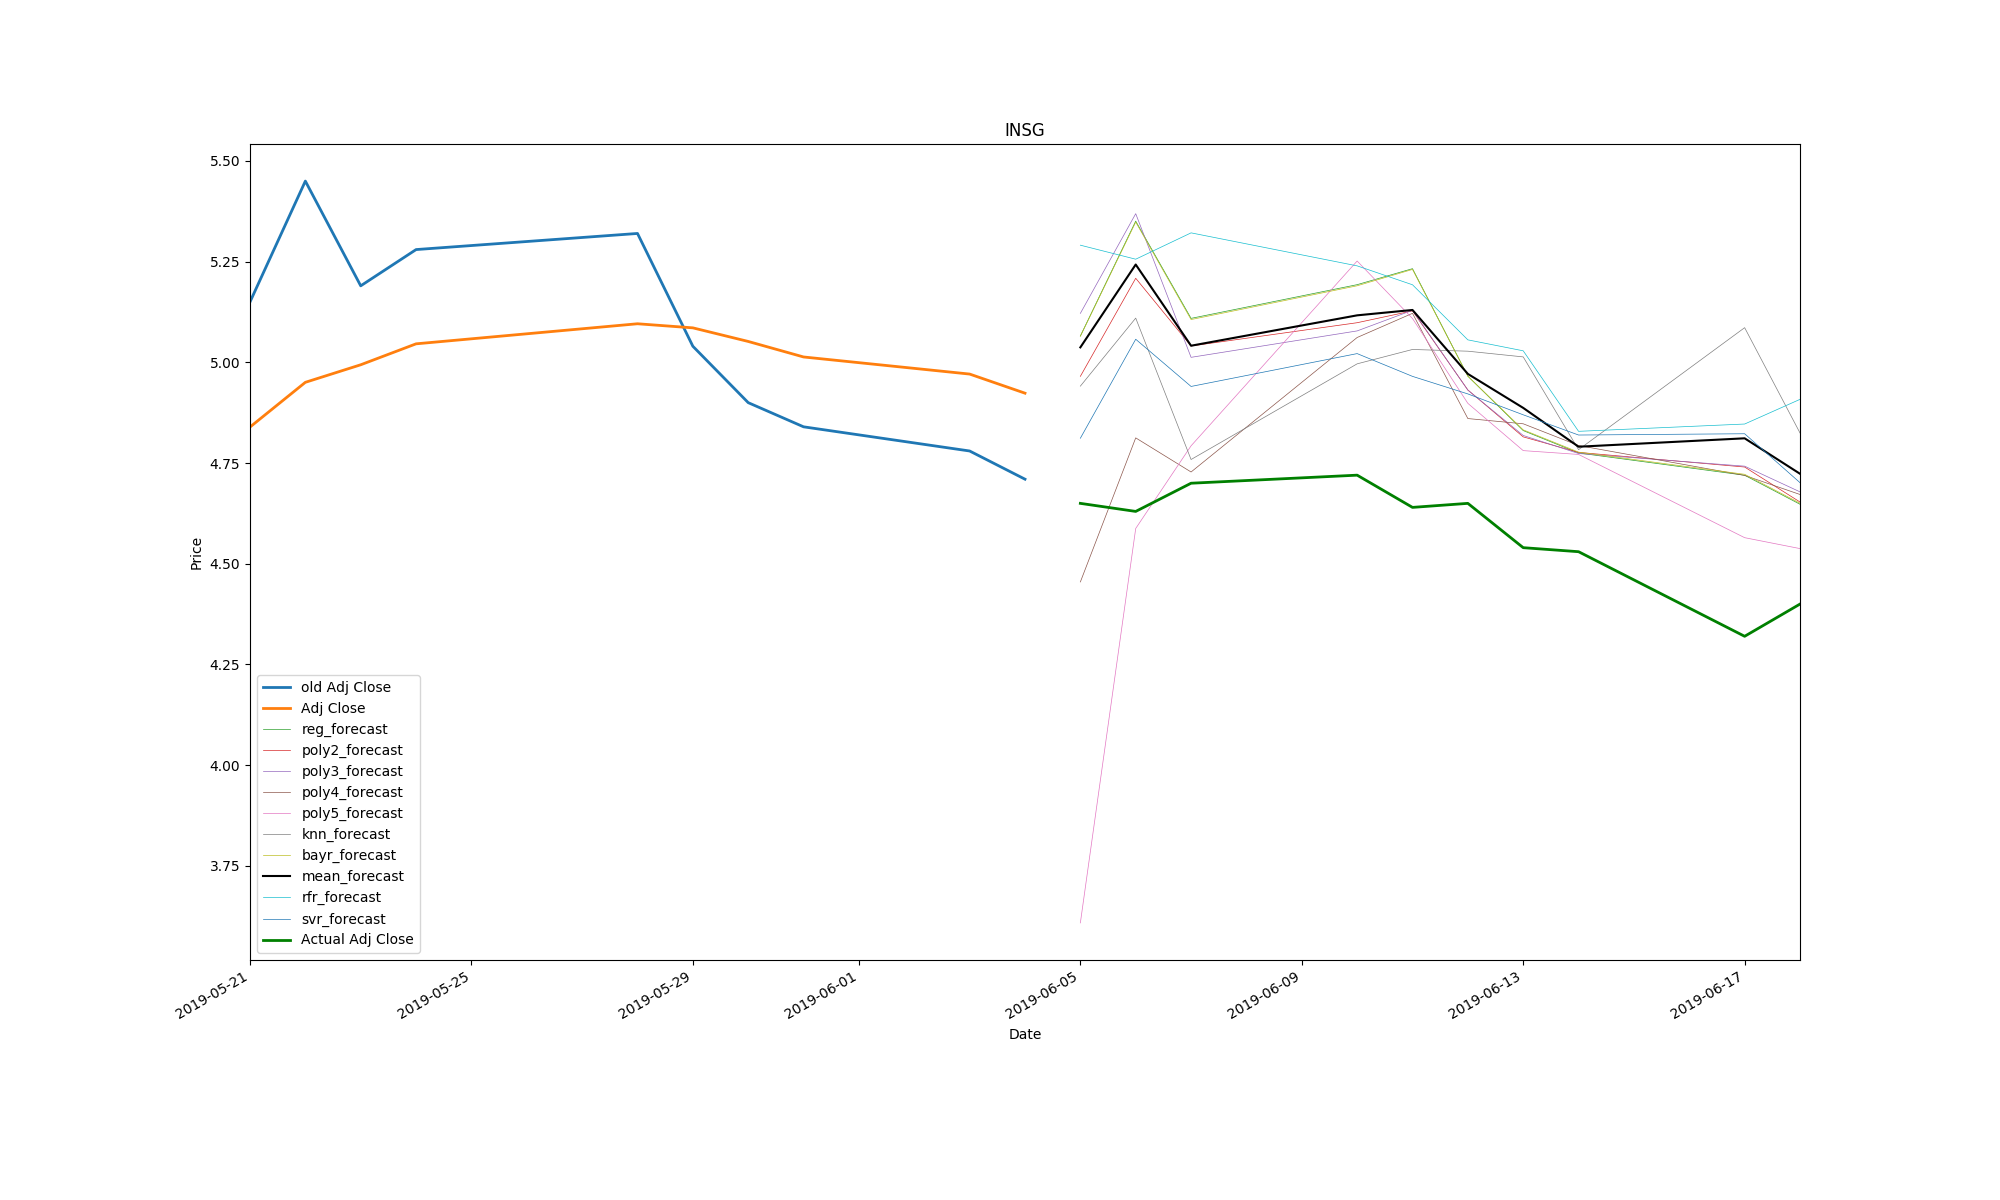 INSG
5.50
5.25
5.00
4.75
4.50
4.25
4.00
3.75
Price
old Adj Close
Adj Close
reg_forecast
poly2_forecast
poly3_forecast
poly4_forecast
poly5_forecast
knn_forecast
bayr_forecast
mean_forecast
rfr_forecast
svr_forecast
Actual Adj Close
2019-05-21
2019-05-25
2019-05-29
2019-06-01
2019-06-05
2019-06-09
2019-06-13
2019-06-17
Date